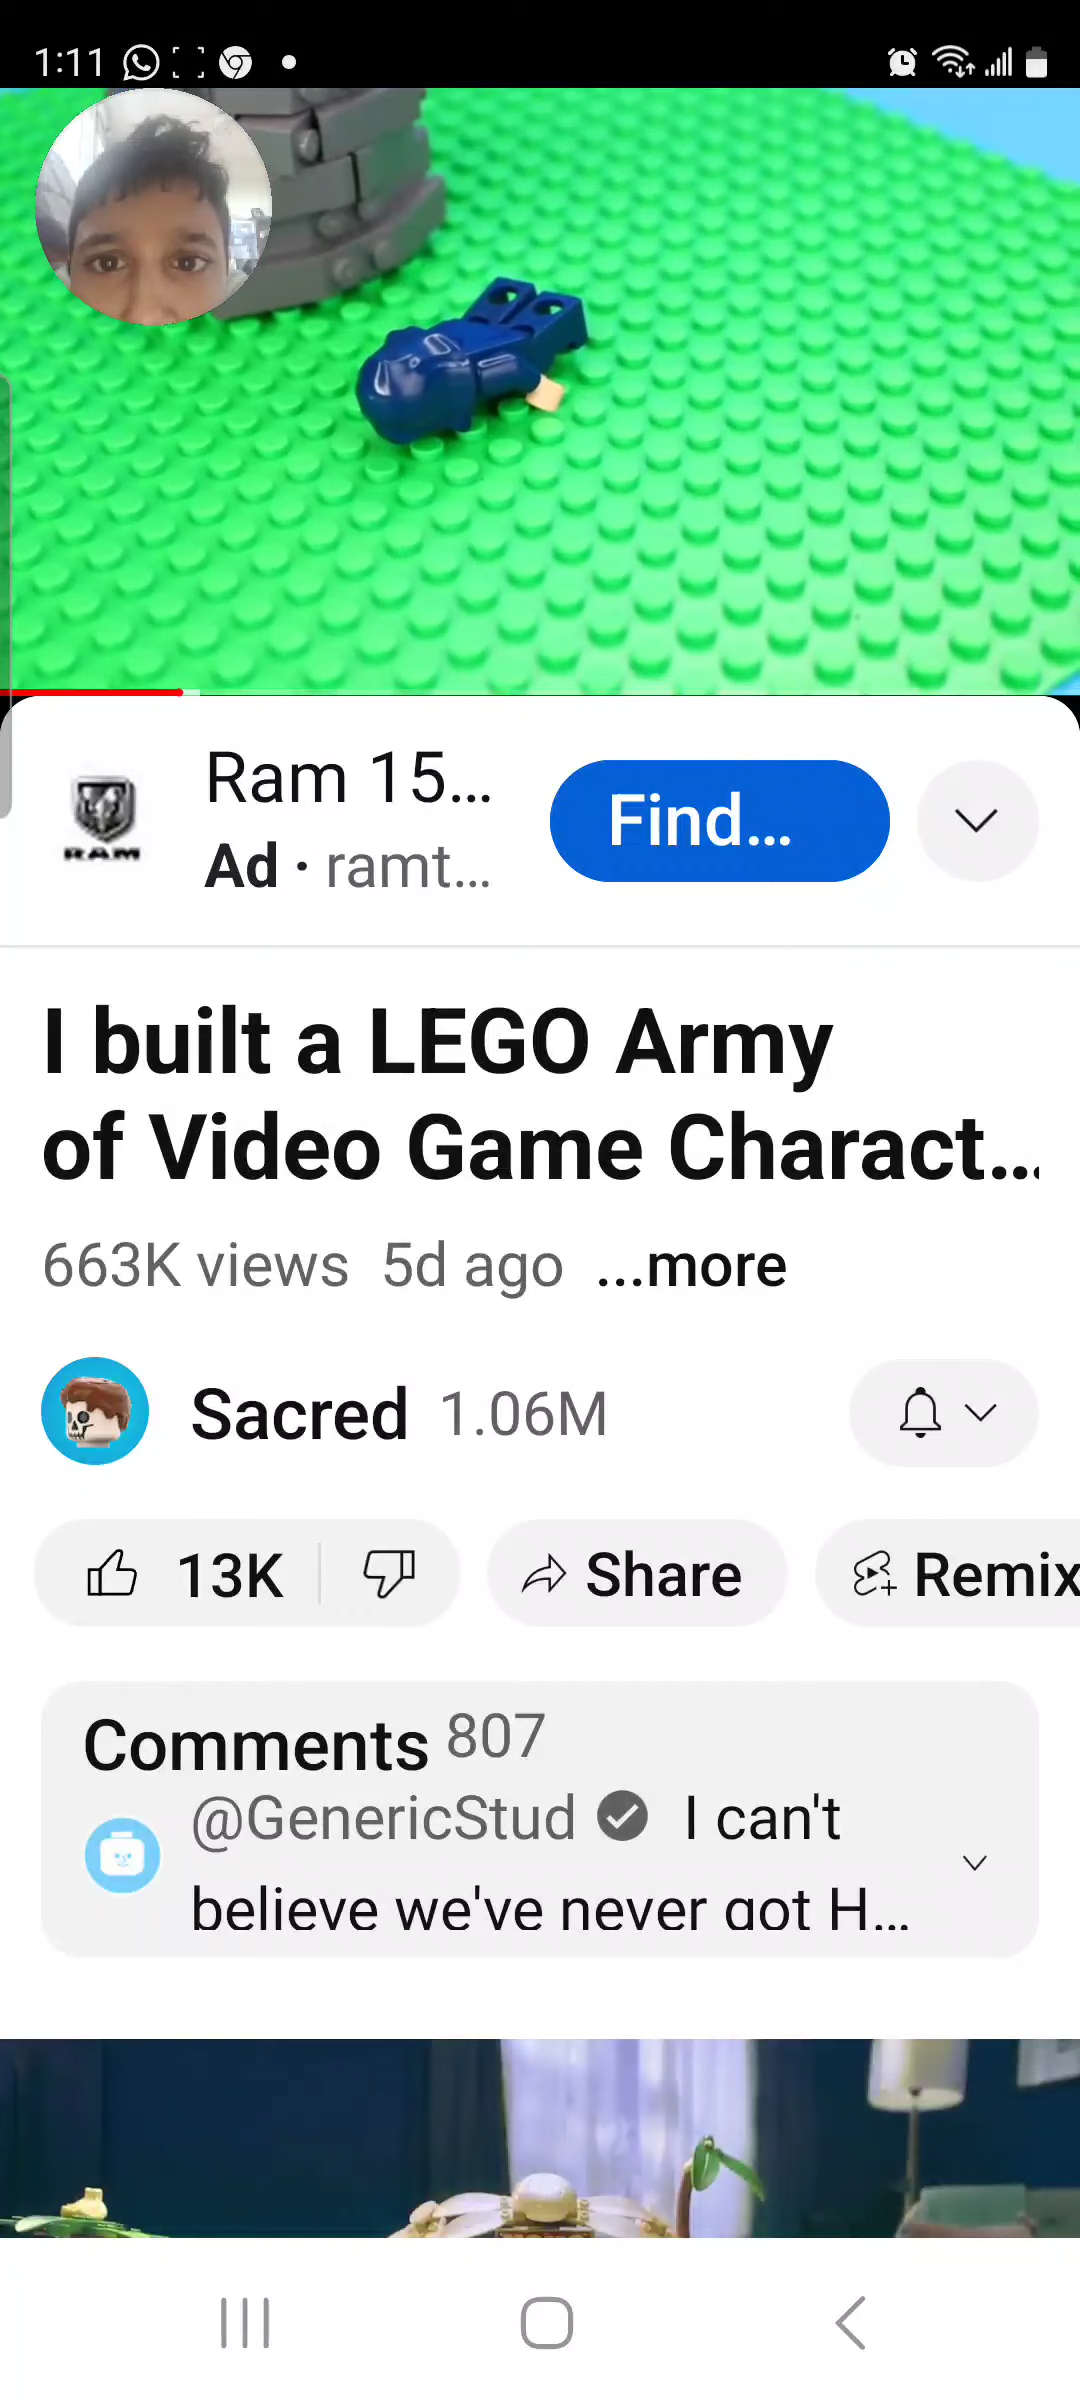 1:11
Ram 15...
Find...
Ad · ramt...
RAM
I built a LEGO Army
of Video Game Charact...
663K views 5d ago ...more
Sacred 1.06M
13K Share Remix
Comments 807
@GenericStud I can't
believe we've never got H...